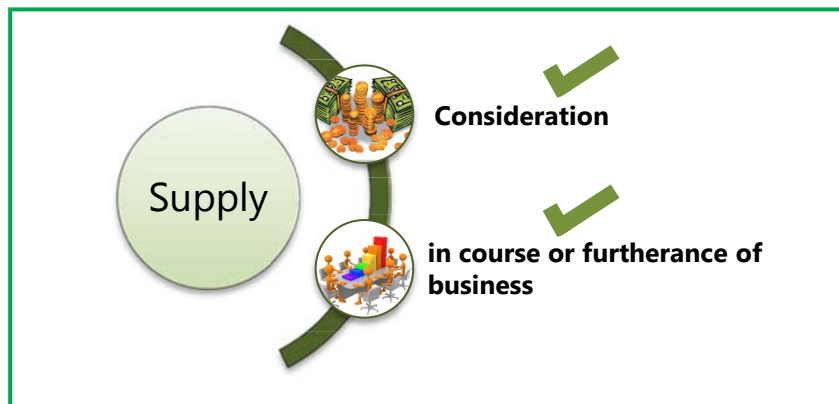 Consideration
Supply
in course or furtherance of
business